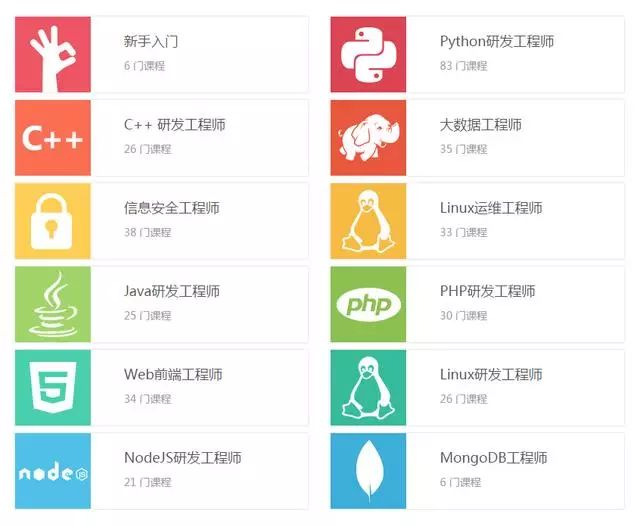 新手入门
6 门课程
Python研发工程师
83 门课程
C++
C++ 研发工程师
26 门课程
大数据工程师
35 门课程
信息安全工程师
38 门课程
Linux运维工程师
33 门课程
Java研发工程师
25 门课程
php
PHP研发工程师
30 门课程
5
Web前端工程师
34 门课程
Linux研发工程师
26 门课程
node JS
NodeJS研发工程师
21 门课程
MongoDB工程师
6 门课程